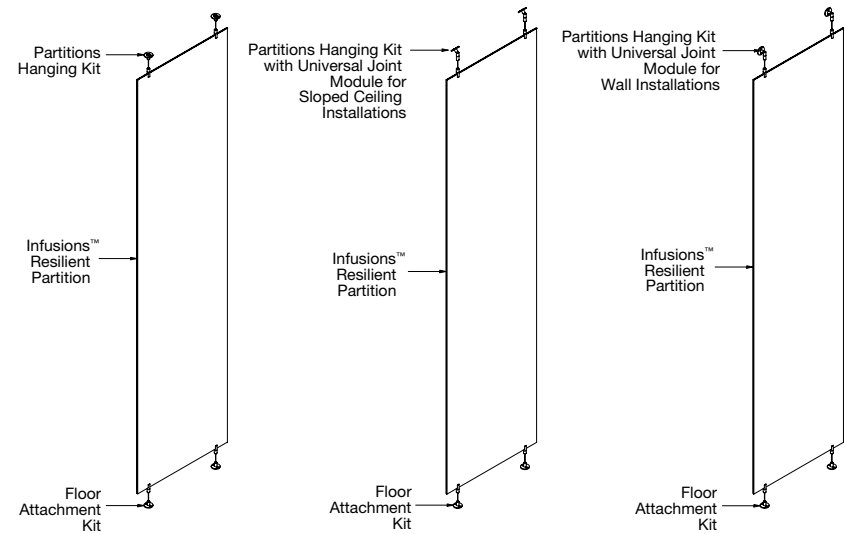 Partitions
Hanging Kit
Infusions™
Resilient
Partition
Floor
Attachment
Kit
Partitions Hanging Kit
with Universal Joint
Module for
Sloped Ceiling
Installations
Infusions™
Resilient
Partition
Floor
Attachment
Kit
Partitions Hanging Kit
with Universal Joint
Module for
Wall Installations
Infusions™
Resilient
Partition
Floor
Attachment
Kit